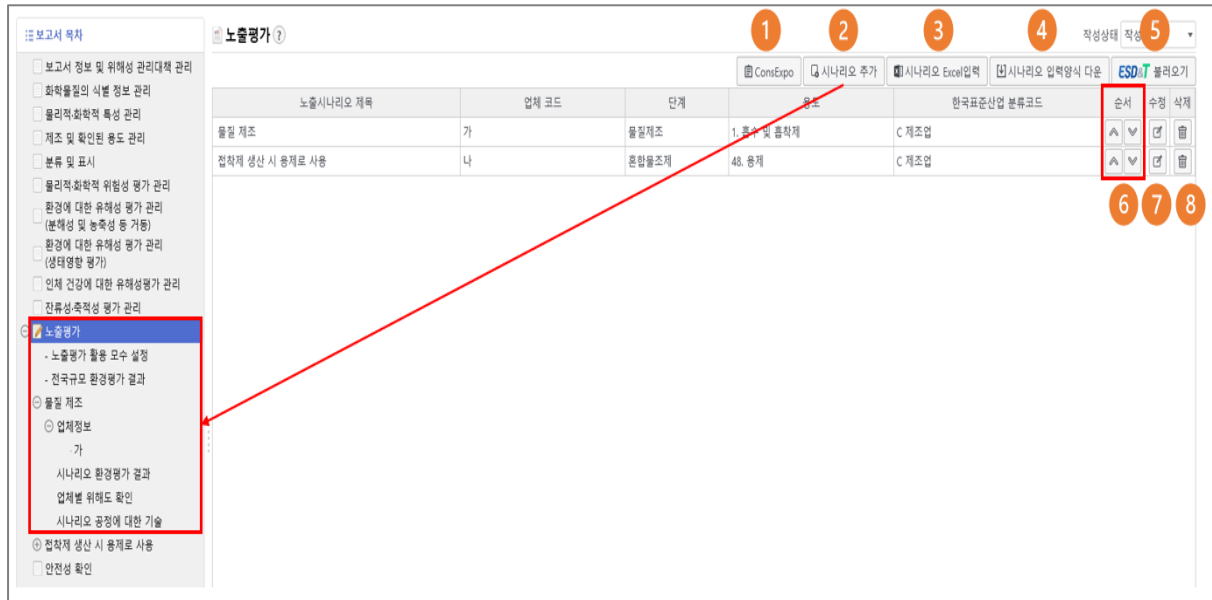 보고서 목차
보고서 정보 및 위해성 관리대책 관리
화학물질의 식별 정보 관리
물리적·화학적 특성 관리
제조 및 확인된 용도 관리
분류 및 표시
물리적·화학적 위험성 평가 관리
환경에 대한 유해성 평가 관리
(분해성 및 농축성 등 거동)
환경에 대한 유해성 평가 관리
(생태영향 평가)
인체 건강에 대한 유해성평가 관리
잔류성·축적성 평가 관리
노출평가
- 노출평가 활용 모수 설정
- 전국규모 환경평가 결과
물질 제조
업체정보
- 가
시나리오 환경평가 결과
업체별 위해도 확인
시나리오 공정에 대한 기술
접착제 생산 시 용제로 사용
안전성 확인
노출평가 ?
1 2 3 4 5
작성상태 작성
ConsExpo 시나리오 추가 시나리오 Excel입력 시나리오 입력양식 다운 ESD&T 불러오기
노출시나리오 제목 업체 코드 단계 용도 한국표준산업 분류코드 순서 수정 삭제
물질 제조 가 물질제조 1. 흡수 및 흡착제 C 제조업
접착제 생산 시 용제로 사용 나 혼합물조제 48. 용제 C 제조업
6 7 8